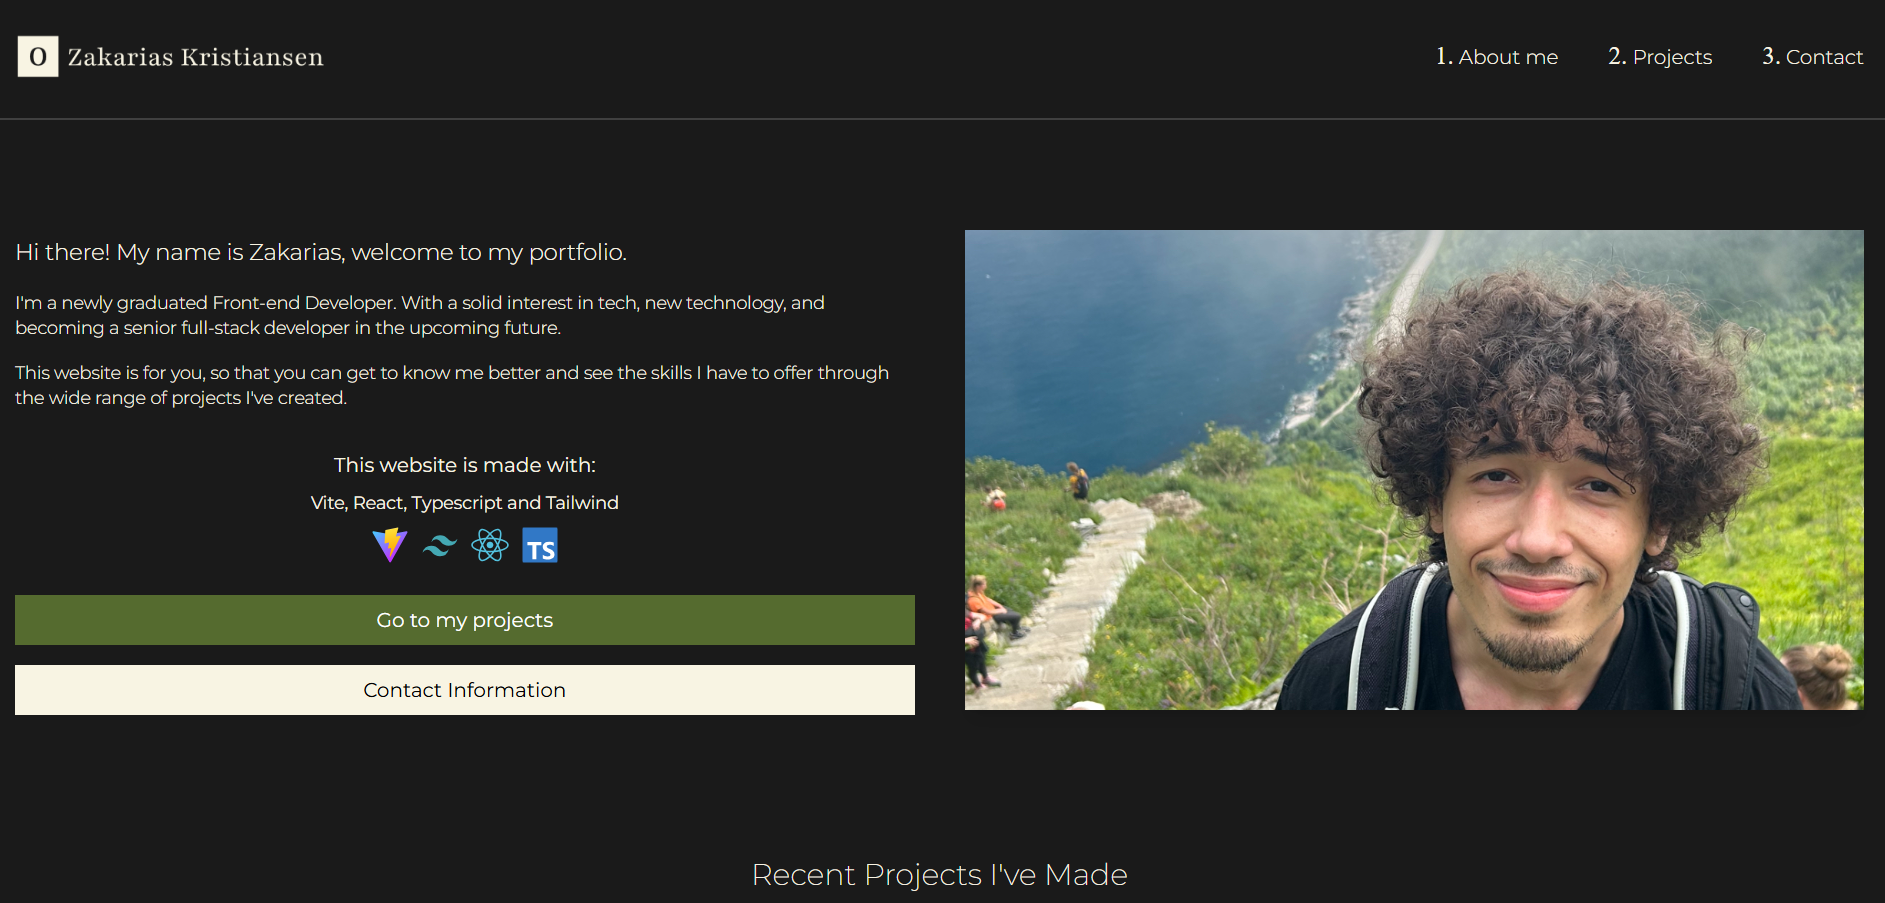 O Zakarias Kristiansen
1. About me 2. Projects 3. Contact
Hi there! My name is Zakarias, welcome to my portfolio.
I'm a newly graduated Front-end Developer. With a solid interest in tech, new technology, and
becoming a senior full-stack developer in the upcoming future.
This website is for you, so that you can get to know me better and see the skills I have to offer through
the wide range of projects I've created.
This website is made with:
Vite, React, Typescript and Tailwind
TS
Go to my projects
Contact Information
Recent Projects I've Made